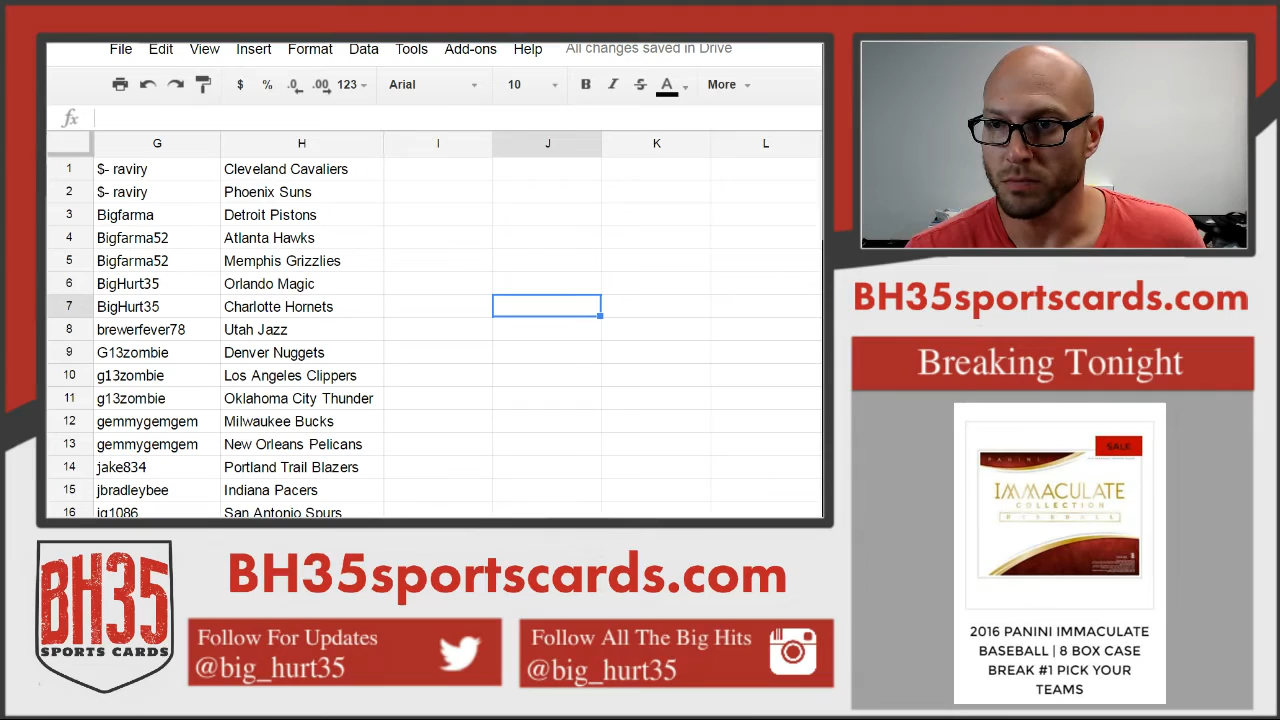 File Edit View Insert Format Data Tools Add-ons Help All changes saved in Drive
$ % .0 .00 123 Arial 10 B I S A More
fx
G H I J K L
1 $- raviry Cleveland Cavaliers
2 $- raviry Phoenix Suns
3 Bigfarma Detroit Pistons
4 Bigfarma52 Atlanta Hawks
5 Bigfarma52 Memphis Grizzlies
6 BigHurt35 Orlando Magic
7 BigHurt35 Charlotte Hornets
8 brewerfever78 Utah Jazz
9 G13zombie Denver Nuggets
10 g13zombie Los Angeles Clippers
11 g13zombie Oklahoma City Thunder
12 gemmygemgem Milwaukee Bucks
13 gemmygemgem New Orleans Pelicans
14 jake834 Portland Trail Blazers
15 jbradleybee Indiana Pacers
16 San Antonio Spurs
BH35sportscards.com
Breaking Tonight
SALE
PANINI
IMMACULATE
COLLECTION
BASEBALL
2016 PANINI IMMACULATE
BASEBALL | 8 BOX CASE
BREAK #1 PICK YOUR
TEAMS
BH35
SPORTS CARDS
BH35sportscards.com
Follow For Updates
@big_hurt35
Follow All The Big Hits
@big_hurt35